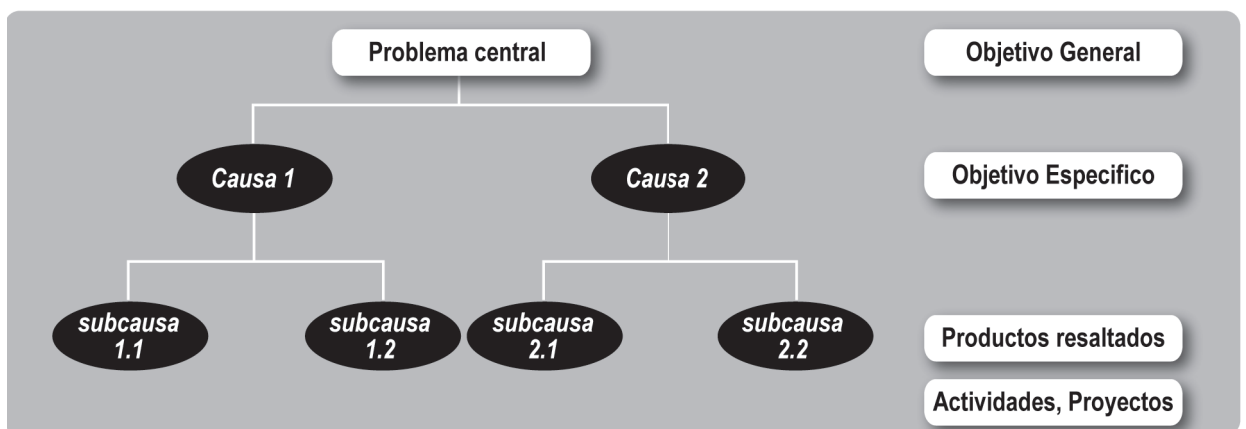 Problema central
Objetivo General
Causa 1
Causa 2
Objetivo Especifico
subcausa
1.1
subcausa
1.2
subcausa
2.1
subcausa
2.2
Productos resaltados
Actividades, Proyectos